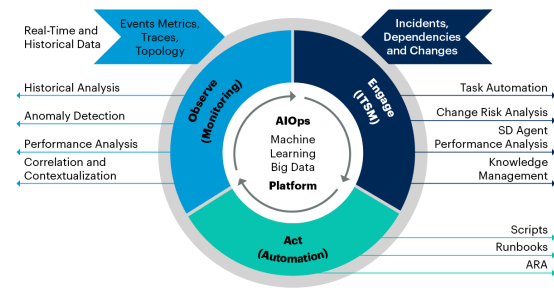 Real-Time and
Historical Data
Events Metrics,
Traces,
Topology
Incidents,
Dependencies
and Changes
Historical Analysis
Anomaly Detection
Performance Analysis
Correlation and
Contextualization
Observe
(Monitoring)
Engage
(ITSM)
AIOps
Machine
Learning
Big Data
Platform
Act
(Automation)
Task Automation
Change Risk Analysis
SD Agent
Performance Analysis
Knowledge
Management
Scripts
Runbooks
ARA